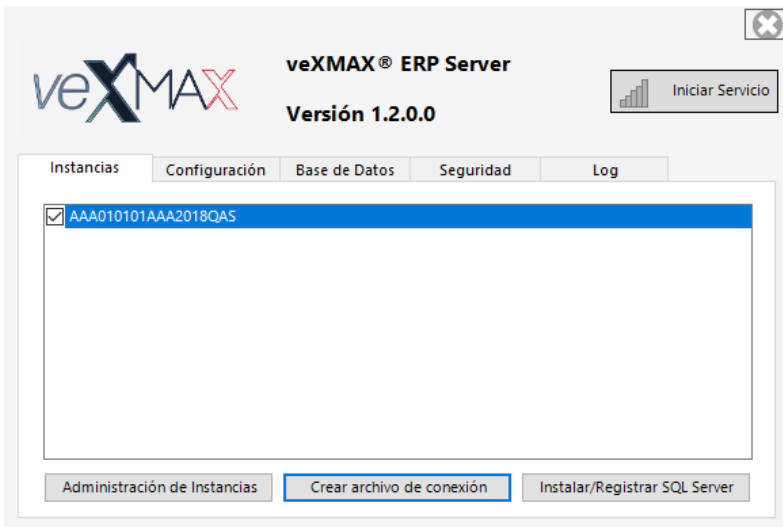 veXMAX
veXMAX® ERP Server
Versión 1.2.0.0
Iniciar Servicio
Instancias Configuración Base de Datos Seguridad Log
AAA010101AAA2018QAS
Administración de Instancias Crear archivo de conexión Instalar/Registrar SQL Server